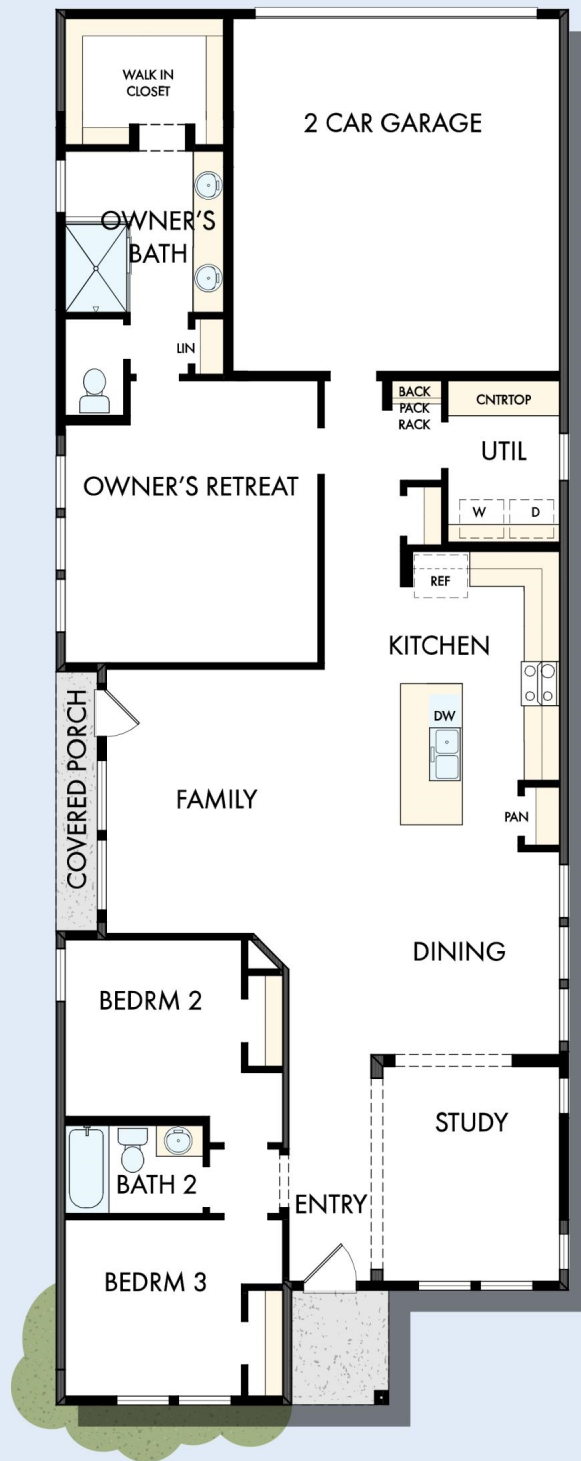 WALK IN
CLOSET
2 CAR GARAGE
OWNER'S
BATH
LIN
BACK
PACK
RACK
CNTRTOP
UTIL
W
D
OWNER'S RETREAT
REF
KITCHEN
DW
COVERED PORCH
FAMILY
PAN
DINING
BEDRM 2
STUDY
BATH 2
ENTRY
BEDRM 3